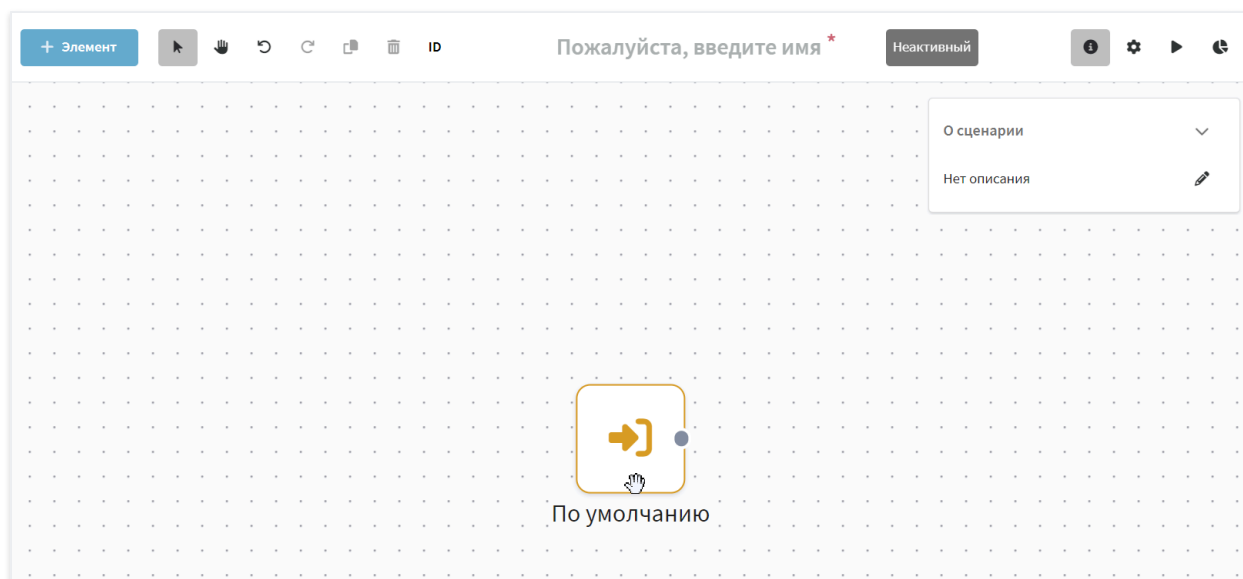 + Элемент
ID
Пожалуйста, введите имя *
Неактивный
О сценарии
Нет описания
По умолчанию